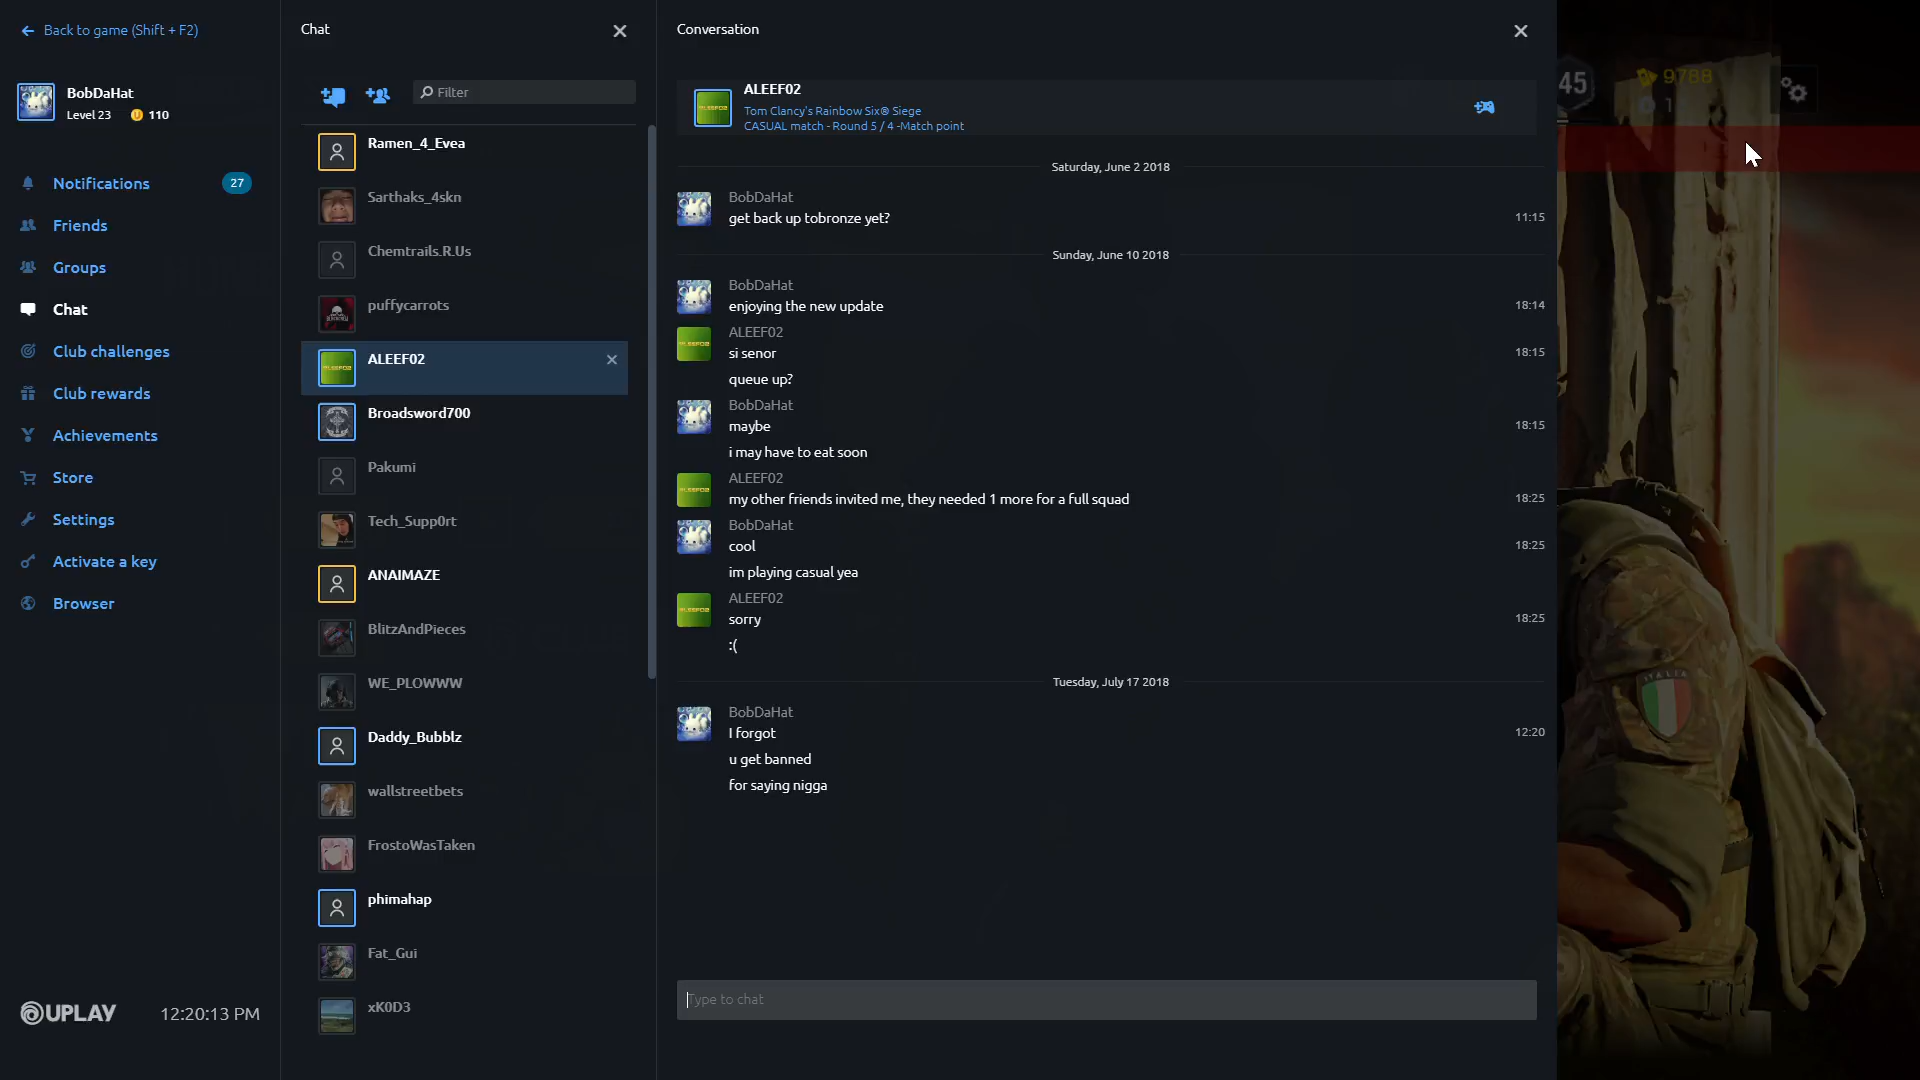 Back to game (Shift + F2)
BobDaHat
Level 23
110
Notifications
27
Friends
Groups
Chat
Club challenges
Club rewards
Achievements
Store
Settings
Activate a key
Browser
UPLAY
12:20:13 PM
Chat
Filter
Ramen_4_Evea
Sarthaks_4skn
Chemtrails.R.Us
puffycarrots
ALEEF02
Broadsword700
Pakumi
Tech_Supp0rt
ANAIMAZE
BlitzAndPieces
WE_PLOWWW
Daddy_Bubblz
wallstreetbets
FrostoWasTaken
phimahap
Fat_Gui
xK0D3
Conversation
ALEEF02
Tom Clancy's Rainbow Six® Siege
CASUAL match - Round 5 / 4 -Match point
Saturday, June 2 2018
BobDaHat
get back up tobronze yet?
11:15
Sunday, June 10 2018
BobDaHat
enjoying the new update
18:14
ALEEF02
si senor
18:15
queue up?
BobDaHat
maybe
18:15
i may have to eat soon
ALEEF02
my other friends invited me, they needed 1 more for a full squad
18:25
BobDaHat
cool
18:25
im playing casual yea
ALEEF02
sorry
18:25
:(
Tuesday, July 17 2018
BobDaHat
I forgot
12:20
u get banned
for saying nigga
Type to chat
45
9788
ITALIA